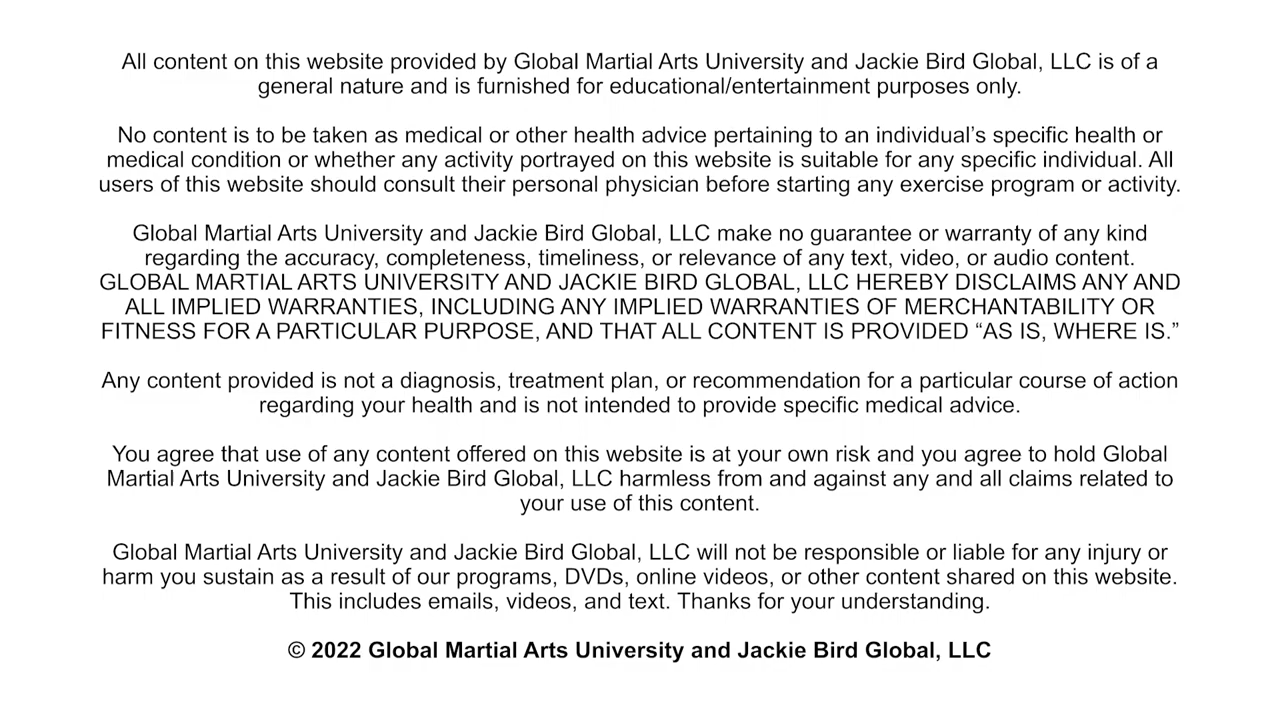 All content on this website provided by Global Martial Arts University and Jackie Bird Global, LLC is of a
general nature and is furnished for educational/entertainment purposes only.
No content is to be taken as medical or other health advice pertaining to an individual’s specific health or
medical condition or whether any activity portrayed on this website is suitable for any specific individual. All
users of this website should consult their personal physician before starting any exercise program or activity.
Global Martial Arts University and Jackie Bird Global, LLC make no guarantee or warranty of any kind
regarding the accuracy, completeness, timeliness, or relevance of any text, video, or audio content.
GLOBAL MARTIAL ARTS UNIVERSITY AND JACKIE BIRD GLOBAL, LLC HEREBY DISCLAIMS ANY AND
ALL IMPLIED WARRANTIES, INCLUDING ANY IMPLIED WARRANTIES OF MERCHANTABILITY OR
FITNESS FOR A PARTICULAR PURPOSE, AND THAT ALL CONTENT IS PROVIDED “AS IS, WHERE IS.”
Any content provided is not a diagnosis, treatment plan, or recommendation for a particular course of action
regarding your health and is not intended to provide specific medical advice.
You agree that use of any content offered on this website is at your own risk and you agree to hold Global
Martial Arts University and Jackie Bird Global, LLC harmless from and against any and all claims related to
your use of this content.
Global Martial Arts University and Jackie Bird Global, LLC will not be responsible or liable for any injury or
harm you sustain as a result of our programs, DVDs, online videos, or other content shared on this website.
This includes emails, videos, and text. Thanks for your understanding.
© 2022 Global Martial Arts University and Jackie Bird Global, LLC